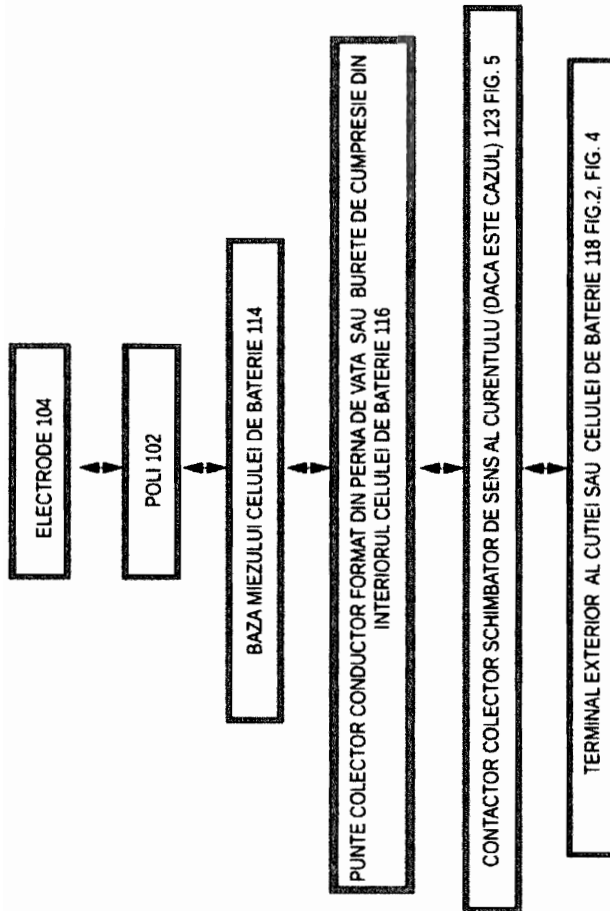 ELECTRODE 104
POLI 102
BAZA MIEZULUI CELULEI DE BATERIE 114
PUNTE COLECTOR CONDUCTOR FORMAT DIN PERNA DE VATA SAU BURETE DE CUMPRESIE DIN
INTERIORUL CELULEI DE BATERIE 116
CONTACTOR COLECTOR SCHIMBATOR DE SENS AL CURENTULU (DACA ESTE CAZUL) 123 FIG. 5
TERMINAL EXTERIOR AL CUTIEI SAU CELULEI DE BATERIE 118 FIG.2, FIG. 4